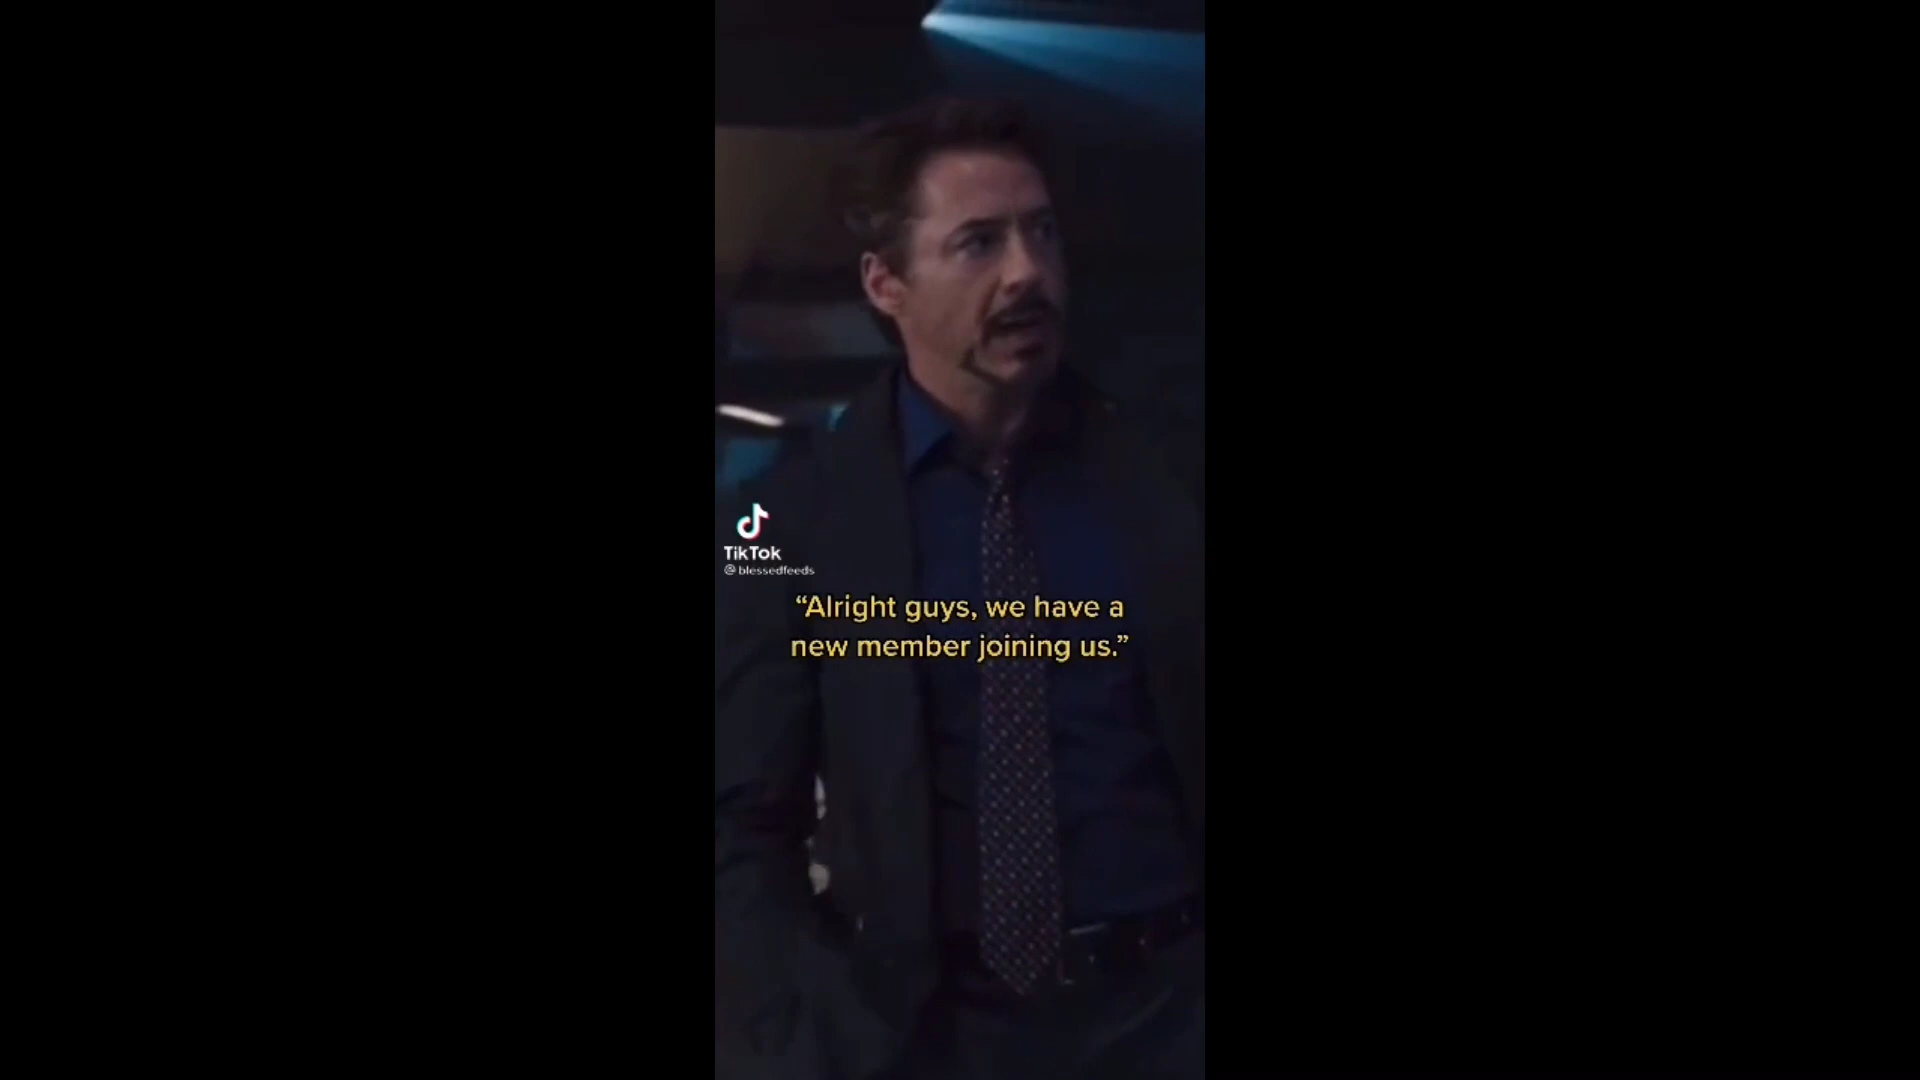 TikTok
@blessedfeeds
“Alright guys, we have a
new member joining us.”